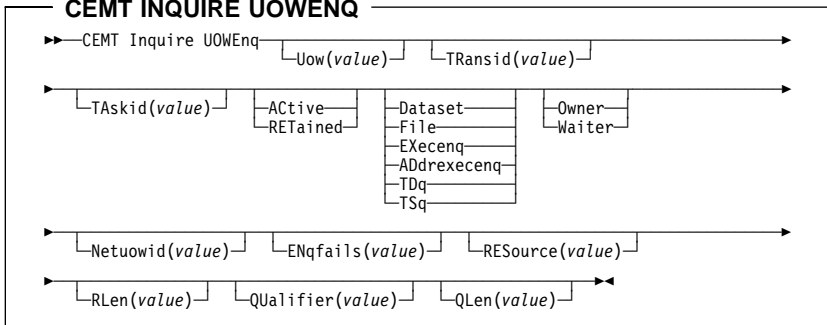 CEMT INQUIRE UOWENQ
CEMT Inquire UOWEnq
Uow(value) TRansid(value)
TAskid(value) ACtive Dataset Owner
RETained File Waiter
EXecenq
ADdrexecenq
TDq
TSq
Netuowid(value) ENqfails(value) RESource(value)
RLen(value) QUalifier(value) QLen(value)